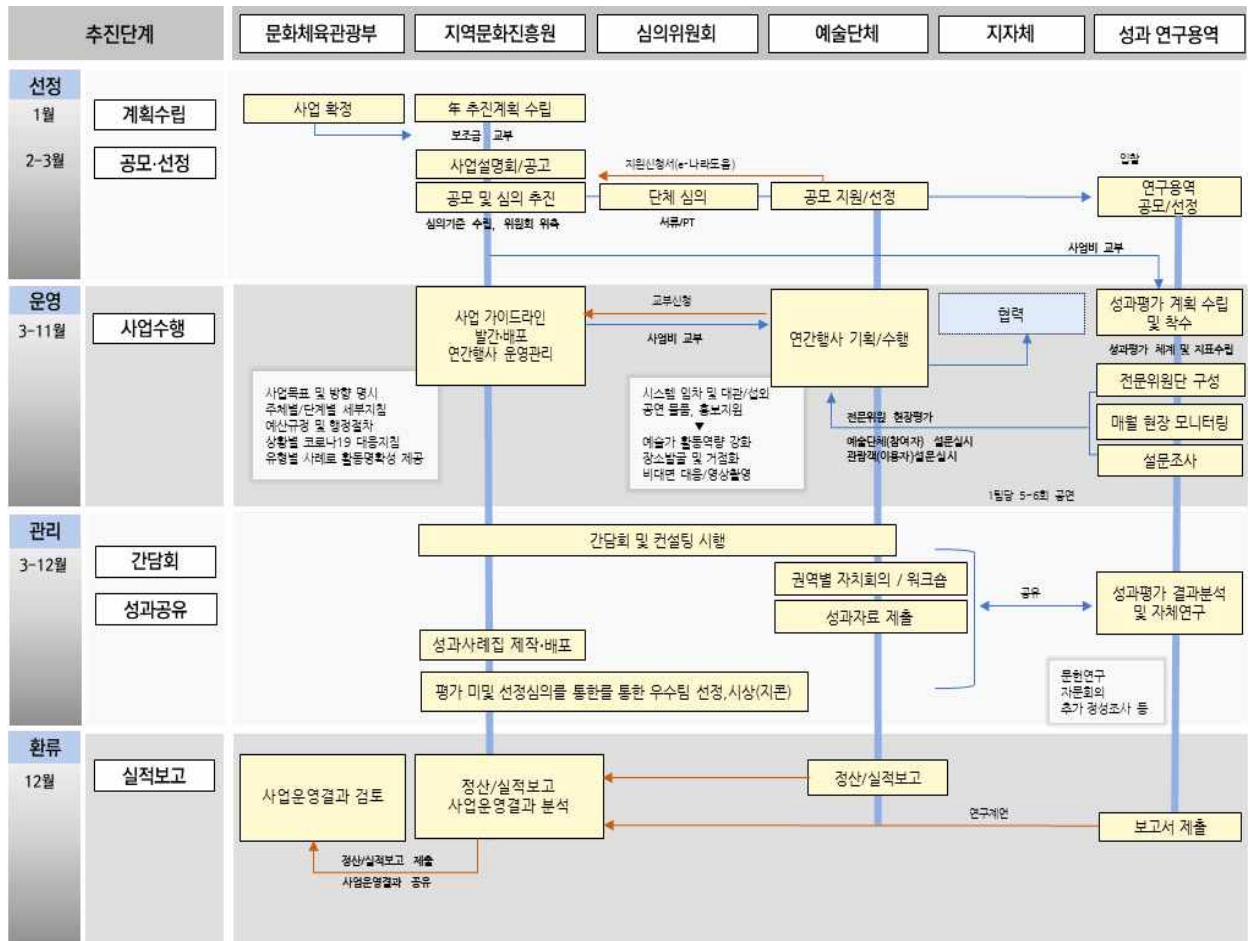 추진단계
문화체육관광부
지역문화진흥원
심의위원회
예술단체
지자체
성과 연구용역
선정
1월
계획수립
사업 확정
年 추진계획 수립
보조금 교부
2-3월
공모·선정
사업설명회/공고
지원신청서(e-나라도움)
입찰
공모 및 심의 추진
단체 심의
공모 지원/선정
연구용역
공모/선정
심의기준 수립, 위원회 위촉
서류/PT
사업비 교부
운영
3-11월
사업수행
사업 가이드라인
발간·배포
연간행사 운영관리
교부신청
사업비 교부
연간행사 기획/수행
협력
성과평가 계획 수립
및 착수
성과평가 체계 및 지표수립
사업목표 및 방향 명시
주체별/단계별 세부지침
예산규정 및 행정절차
상황별 코로나19 대응지침
유형별 사례로 활동명확성 제공
시스템 임차 및 대관/섭외
공연 물품, 홍보지원
▼
예술가 활동역량 강화
장소발굴 및 거점화
비대면 대응/영상촬영
전문위원 현장평가
예술단체(참여자) 설문실시
관람객(이용자)설문실시
전문위원단 구성
매월 현장 모니터링
설문조사
1팀당 5-6회 공연
관리
3-12월
간담회
성과공유
간담회 및 컨설팅 시행
권역별 자치회의 / 워크숍
성과자료 제출
공유
성과평가 결과분석
및 자체연구
성과사례집 제작·배포
평가 미및 선정심의를 통한를 통한 우수팀 선정,시상(지콘)
문헌연구
자문회의
추가 정성조사 등
환류
12월
실적보고
사업운영결과 검토
정산/실적보고
사업운영결과 분석
정산/실적보고
연구제언
보고서 제출
정산/실적보고 제출
사업운영결과 공유